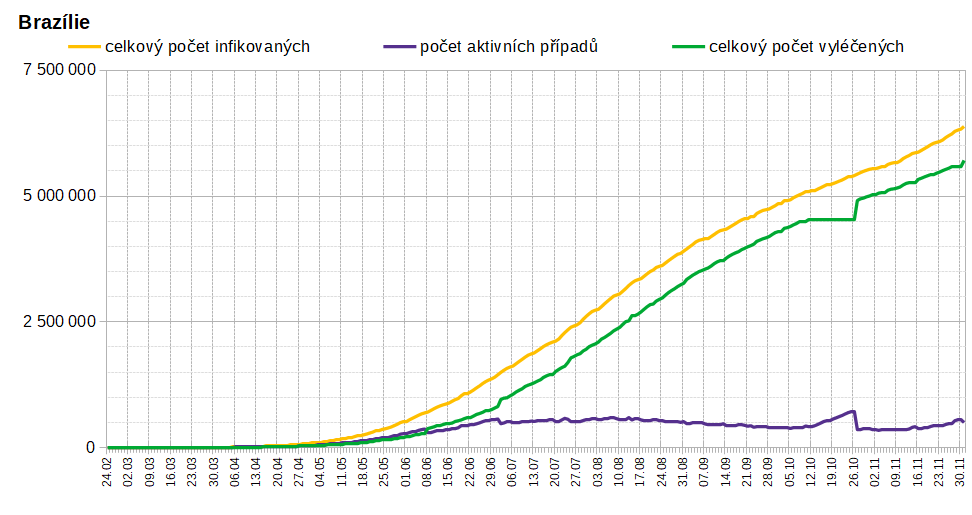 Brazílie
celkový počet infikovaných počet aktivních případů celkový počet vyléčených
7 500 000
5 000 000
2 500 000
0
24.02 02.03 09.03 16.03 23.03 30.03 06.04 13.04 20.04 27.04 04.05 11.05 18.05 25.05 01.06 08.06 15.06 22.06 29.06 06.07 13.07 20.07 27.07 03.08 10.08 17.08 24.08 31.08 07.09 14.09 21.09 28.09 05.10 12.10 19.10 26.10 02.11 09.11 16.11 23.11 30.11